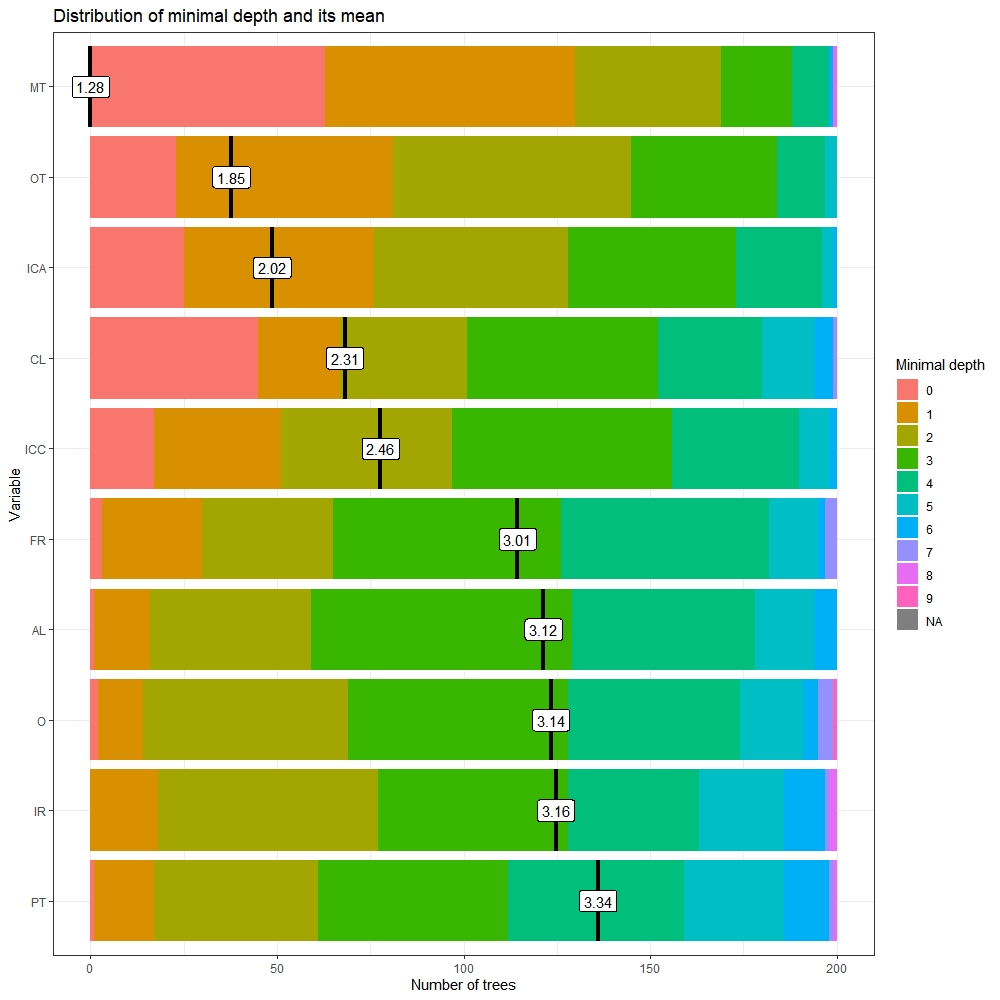 Distribution of minimal depth and its mean
MT
1.28
OT
1.85
ICA
2.02
CL
2.31
ICC
2.46
FR
3.01
AL
3.12
O
3.14
IR
3.16
PT
3.34
Variable
0
50
100
150
200
Number of trees
Minimal depth
0
1
2
3
4
5
6
7
8
9
NA